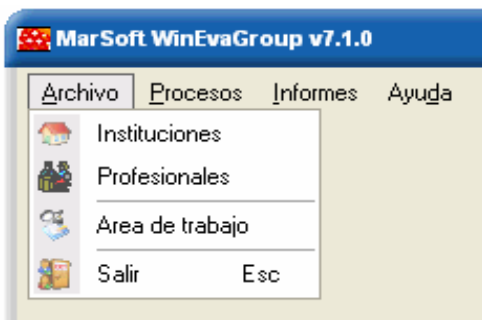 MarSoft WinEvaGroup v7.1.0
Archivo Procesos Informes Ayuda
Instituciones
Profesionales
Area de trabajo
Salir Esc